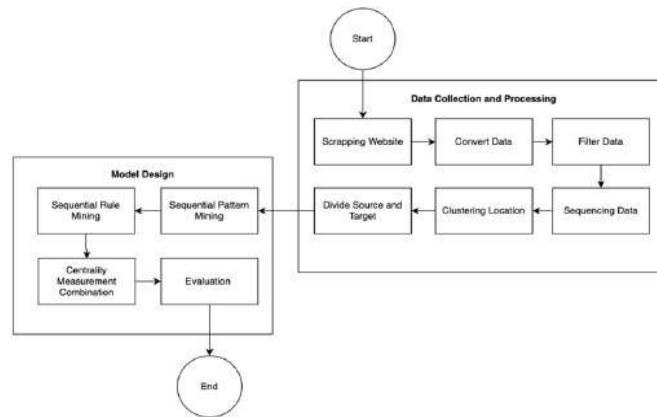 Start
Data Collection and Processing
Scrapping Website
Convert Data
Filter Data
Model Design
Sequential Rule
Mining
Sequential Pattern
Mining
Divide Source and
Target
Clustering Location
Sequencing Data
Centrality
Measurement
Combination
Evaluation
End